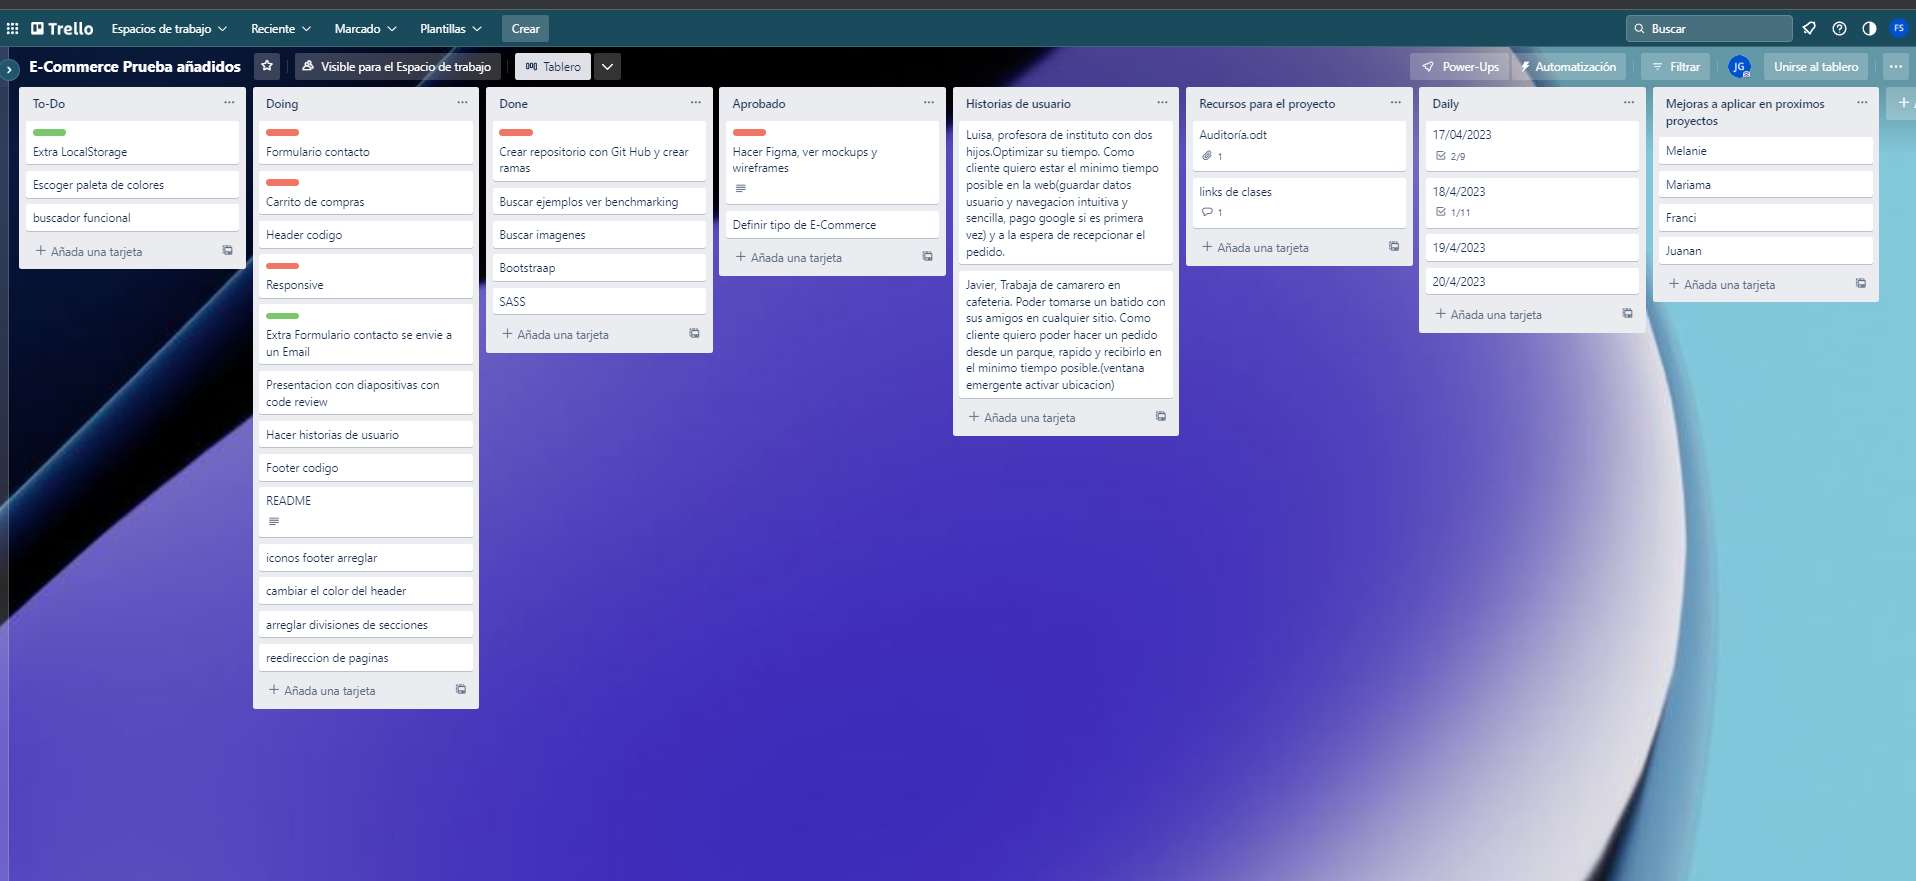 Trello
Espacios de trabajo
Reciente
Marcado
Plantillas
Crear
Buscar
FS
E-Commerce Prueba añadidos
Visible para el Espacio de trabajo
Tablero
Power-Ups
Automatización
Filtrar
JG
Unirse al tablero
To-Do
Extra LocalStorage
Escoger paleta de colores
buscador funcional
Añada una tarjeta
Doing
Formulario contacto
Carrito de compras
Header codigo
Responsive
Extra Formulario contacto se envie a
un Email
Presentacion con diapositivas con
code review
Hacer historias de usuario
Footer codigo
README
iconos footer arreglar
cambiar el color del header
arreglar divisiones de secciones
reedireccion de paginas
Añada una tarjeta
Done
Crear repositorio con Git Hub y crear
ramas
Buscar ejemplos ver benchmarking
Buscar imagenes
Bootstraap
SASS
Añada una tarjeta
Aprobado
Hacer Figma, ver mockups y
wireframes
Definir tipo de E-Commerce
Añada una tarjeta
Historias de usuario
Luisa, profesora de instituto con dos
hijos.Optimizar su tiempo. Como
cliente quiero estar el minimo tiempo
posible en la web(guardar datos
usuario y navegacion intuitiva y
sencilla, pago google si es primera
vez) y a la espera de recepcionar el
pedido.
Javier, Trabaja de camarero en
cafeteria. Poder tomarse un batido con
sus amigos en cualquier sitio. Como
cliente quiero poder hacer un pedido
desde un parque, rapido y recibirlo en
el minimo tiempo posible.(ventana
emergente activar ubicacion)
Añada una tarjeta
Recursos para el proyecto
Auditoría.odt
1
links de clases
1
Añada una tarjeta
Daily
17/04/2023
2/9
18/4/2023
1/11
19/4/2023
20/4/2023
Añada una tarjeta
Mejoras a aplicar en proximos
proyectos
Melanie
Mariama
Franci
Juanan
Añada una tarjeta